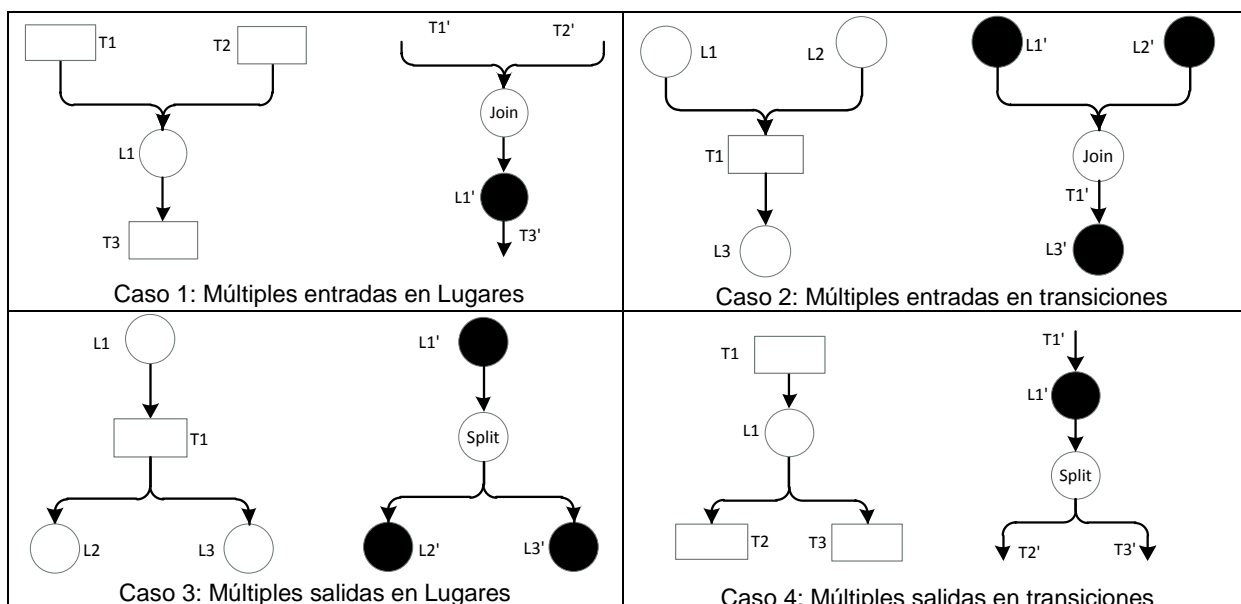 T1
T2
T1'
T2'
L1
Join
L1'
T3
T3'
Caso 1: Múltiples entradas en Lugares
L1
L2
L1'
L2'
T1
Join
T1'
L3
L3'
Caso 2: Múltiples entradas en transiciones
L1
L1'
T1
Split
L2
L3
L2'
L3'
Caso 3: Múltiples salidas en Lugares
T1
T1'
L1'
L1
Split
T2
T3
T2'
T3'
Caso 4: Múltiples salidas en transiciones